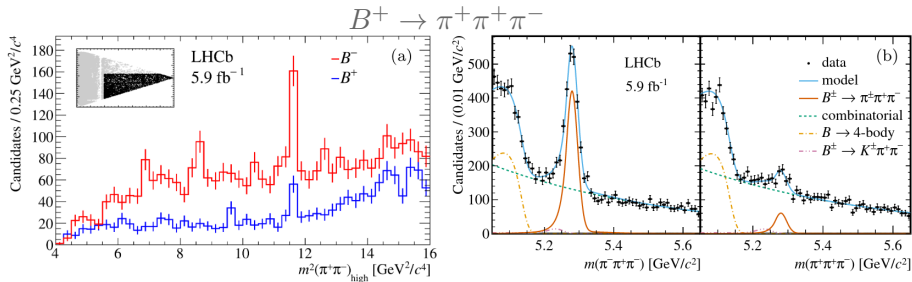 B⁺ → π⁺π⁺π⁻
Candidates / 0.25 GeV²/c⁴
180
160
140
120
100
80
60
40
20
0
LHCb
5.9 fb⁻¹
B⁻
B⁺
(a)
4 6 8 10 12 14 16
m²(π⁺π⁻)high [GeV²/c⁴]
Candidates / (0.01 GeV/c²)
500
400
300
200
100
0
LHCb
5.9 fb⁻¹
5.2 5.4 5.6
m(π⁻π⁺π⁻) [GeV/c²]
(b)
data
model
B± → π±π⁺π⁻
combinatorial
B → 4-body
B± → K±π⁺π⁻
5.2 5.4 5.6
m(π⁺π⁺π⁻) [GeV/c²]